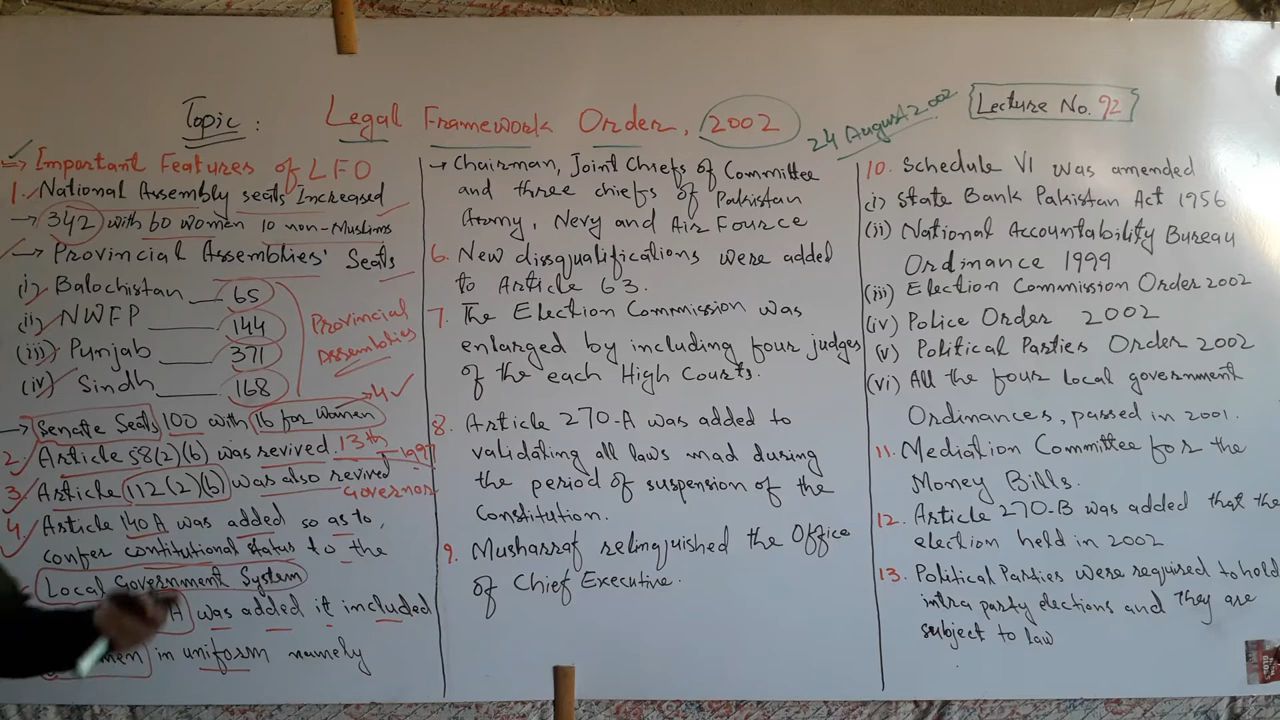 Topic : Legal Framework Order, 2002
24 August 2002
Lecture No. 92
⇒ Important Features of LFO
1. National Assembly seats Increased
→ 342 with 60 women 10 non-Muslims
→ Provincial Assemblies' Seats
(i) Balochistan __ 65
(ii) NWFP ____ 144
(iii) Punjab ___ 371
(iv) Sindh ____ 168
Provincial
Assemblies
→ Senate Seats 100 with 16 for women → 4 ✓
2. Article 58(2)(b) was revived. 13th
1997
3. Article 112(2)(b) was also revived
Governor
4. Article 140A was added so as to,
confer contitutional status to the
Local Government System
A was added it included
men in uniform namely
→ Chairman, Joint Chiefs of Committee
and three chiefs of Pakistan
Army, Nevy and Air Fource
6. New dissqualifications were added
to Article 63.
7. The Election Commission was
enlarged by including four judges
of the each High Courts.
8. Article 270-A was added to
validating all laws mad during
the period of suspension of the
Constitution.
9. Musharraf relinguished the Office
of Chief Executive.
10. Schedule VI was amended
(i) State Bank Pakistan Act 1956
(ii) National Accountability Bureau
Ordinance 1999
(iii) Election Commission Order 2002
(iv) Police Order 2002
(v) Political Parties Order 2002
(vi) All the four local government
Ordinances, passed in 2001.
11. Mediation Committee for the
Money Bills.
12. Article 270-B was added that the
election held in 2002
13. Political Parties were required to hold
intra party elections and they are
subject to law